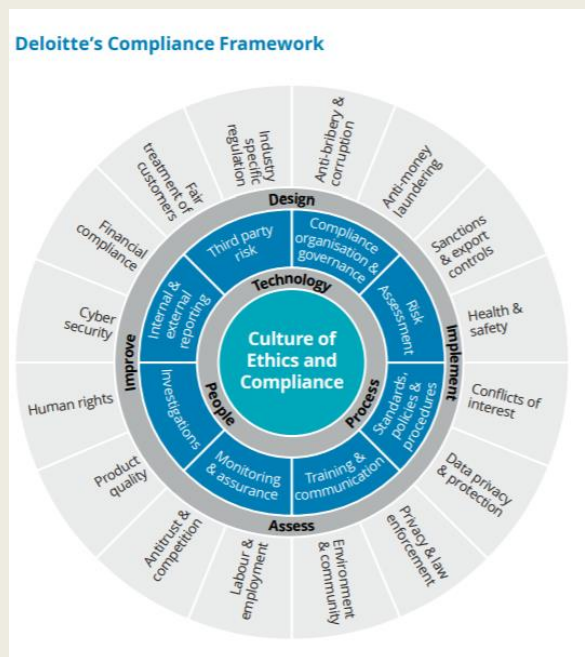 Deloitte's Compliance Framework
Anti-bribery &
corruption
Anti-money
laundering
Sanctions
& export
controls
Health &
safety
Conflicts of
interest
Data privacy
& protection
Privacy & law
enforcement
Environment
& community
Labour &
employment
Antitrust &
competition
Product
quality
Human rights
Cyber
security
Financial
compliance
Fair
treatment of
customers
Industry
specific
regulation
Design
Implement
Assess
Improve
Compliance
organisation &
governance
Risk
Assessment
Standards,
policies &
procedures
Training &
communication
Monitoring
& assurance
Investigations
Internal &
external
reporting
Third party
risk
Technology
Process
People
Culture of
Ethics and
Compliance